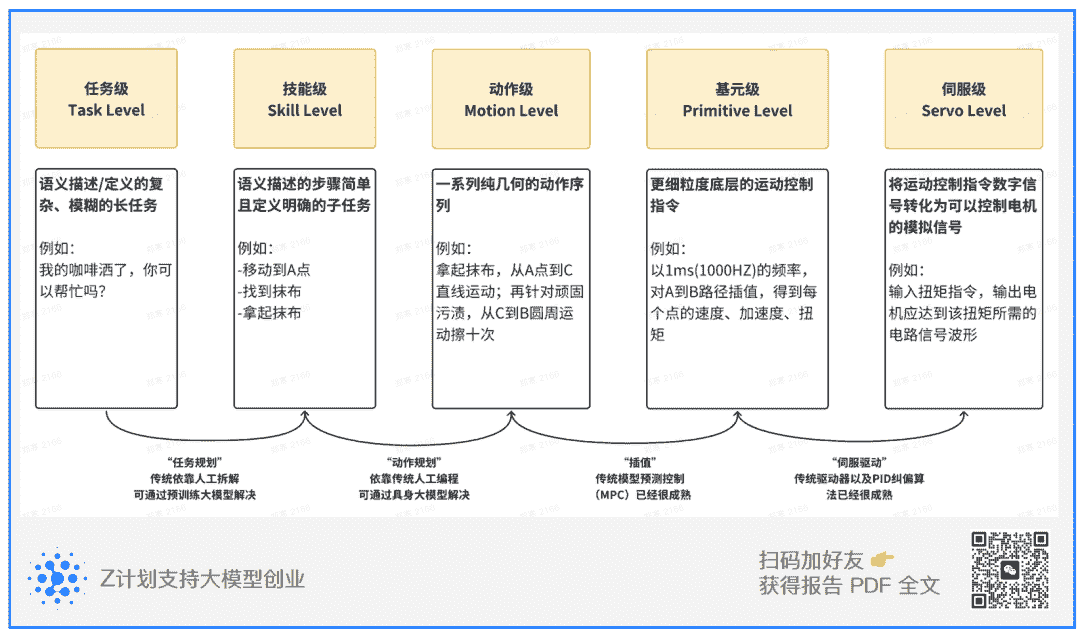 任务级
Task Level
技能级
Skill Level
动作级
Motion Level
基元级
Primitive Level
伺服级
Servo Level
语义描述/定义的复
杂、模糊的长任务
例如：
我的咖啡洒了，你可
以帮忙吗？
语义描述的步骤简单
且定义明确的子任务
例如：
-移动到A点
-找到抹布
-拿起抹布
一系列纯几何的动作序
列
例如：
拿起抹布，从A点到C
直线运动；再针对顽固
污渍，从C到B圆周运
动擦十次
更细粒度底层的运动控制
指令
例如：
以1ms(1000HZ)的频率，
对A到B路径插值，得到每
个点的速度、加速度、扭
矩
将运动控制指令数字信
号转化为可以控制电机
的模拟信号
例如：
输入扭矩指令，输出电
机应达到该扭矩所需的
电路信号波形
“任务规划”
传统依靠人工拆解
可通过预训练大模型解决
“动作规划”
依靠传统人工编程
可通过具身大模型解决
“插值”
传统模型预测控制
（MPC）已经很成熟
“伺服驱动”
传统驱动器以及PID纠偏算
法已经很成熟
Z计划支持大模型创业
扫码加好友
获得报告 PDF 全文